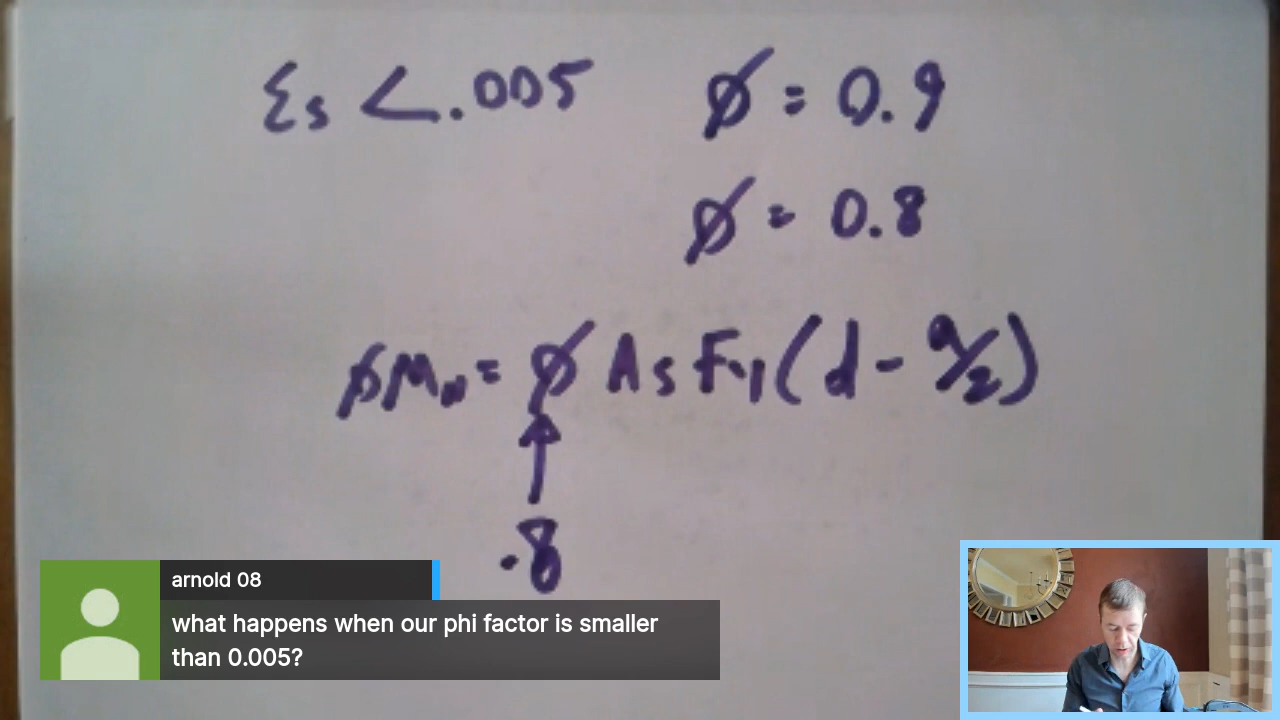 εs < .005 ø = 0.9
ø = 0.8
øMn = ø As Fy (d - a/2)
.8
arnold 08
what happens when our phi factor is smaller
than 0.005?